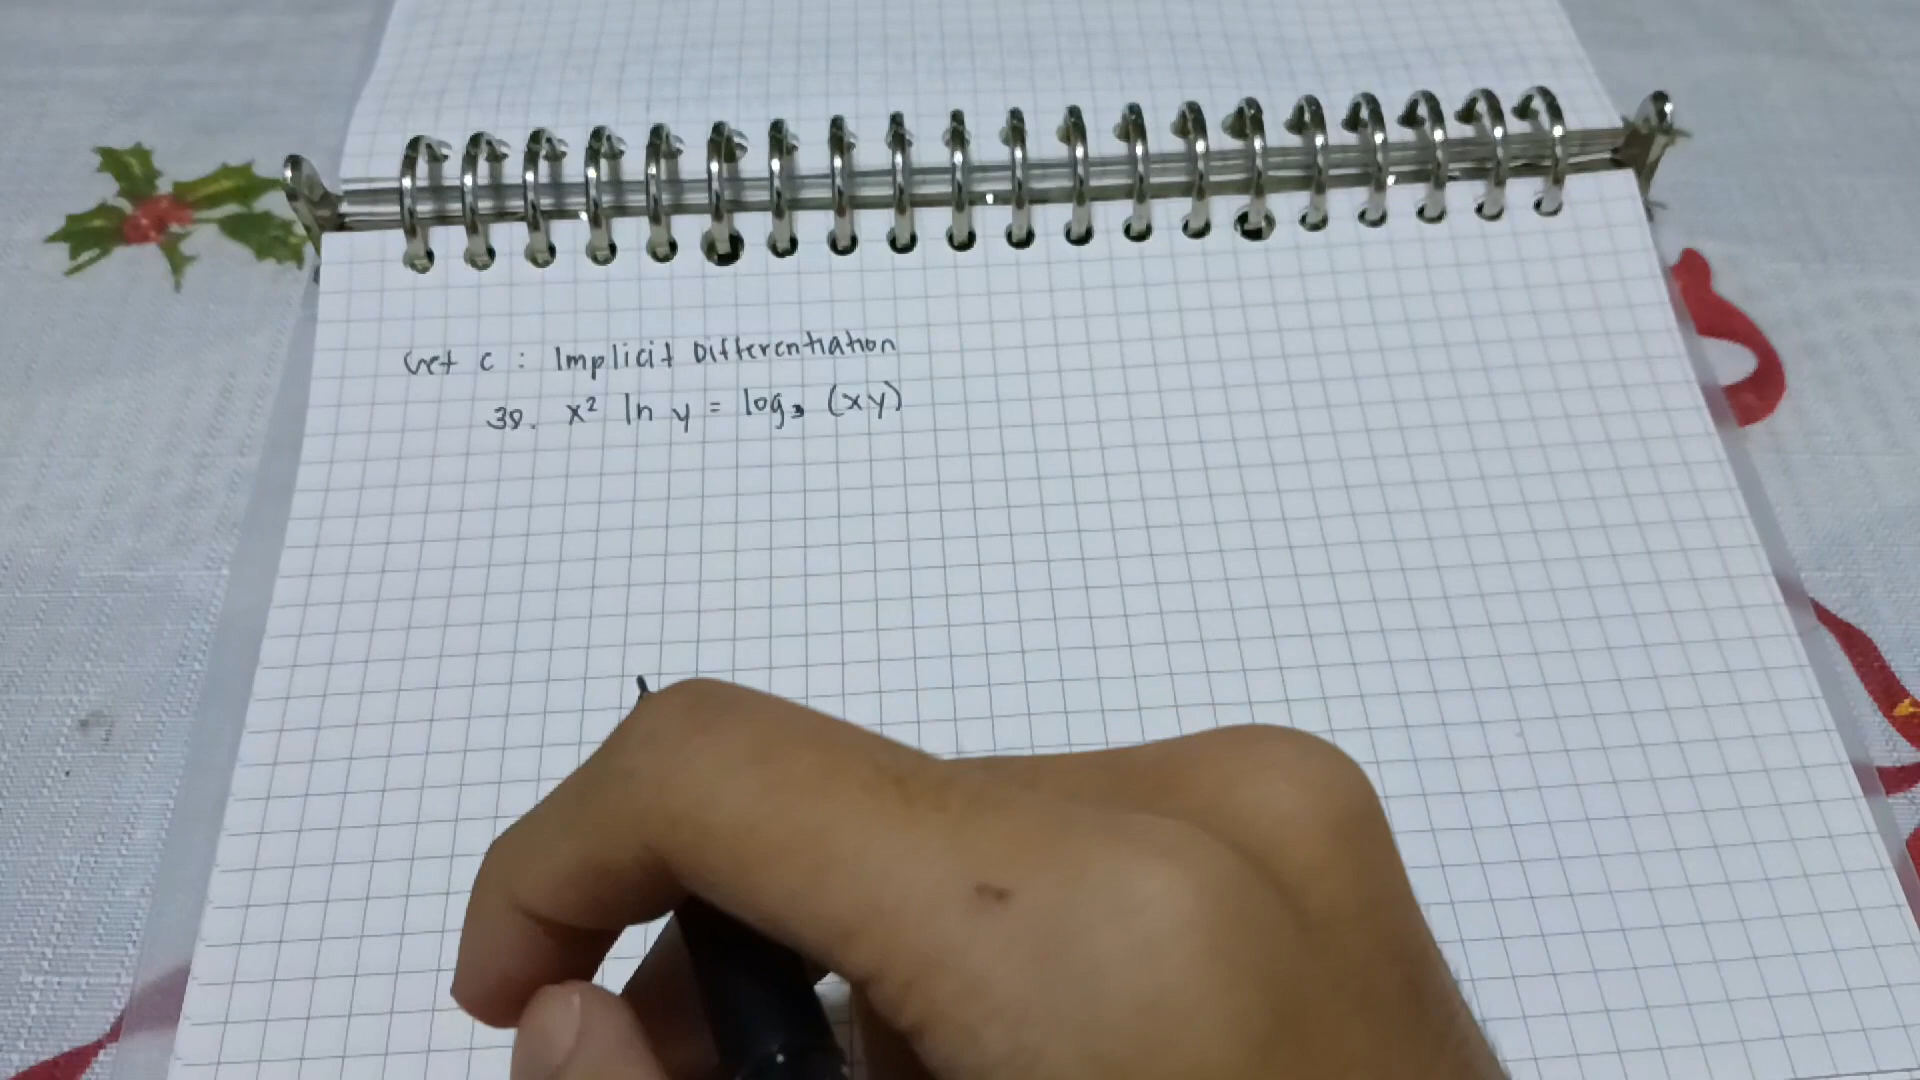 Set C : Implicit Differentiation
38. x² ln y = log₃ (xy)